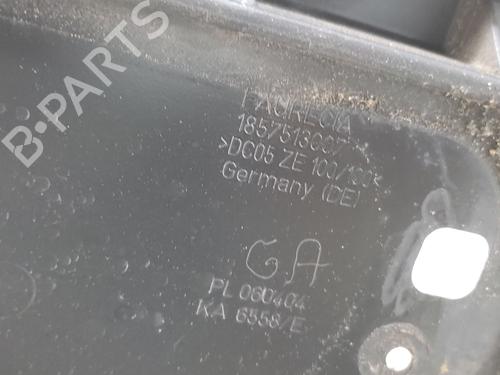 FAURECIA
1857513007
>DC05 ZE 100/100<
Germany (DE)
GA
PL 060404
KA 6558/E
B-PARTS